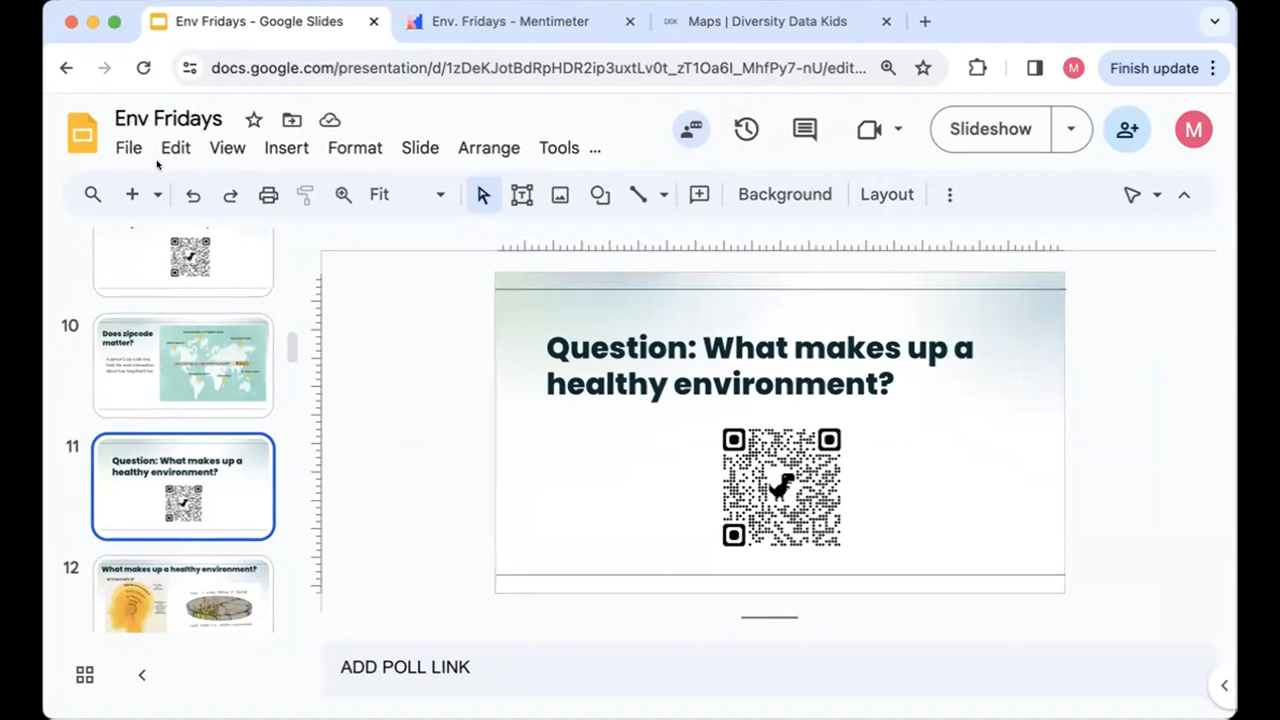 Env Fridays - Google Slides
Env. Fridays - Mentimeter
Maps | Diversity Data Kids
docs.google.com/presentation/d/1zDeKJotBdRpHDR2ip3uxtLv0t_zT1Oa6I_MhfPy7-nU/edit...
M
Finish update
Env Fridays
File Edit View Insert Format Slide Arrange Tools ...
Slideshow
M
Fit
Background
Layout
10
Does zipcode
matter?
11
Question: What makes up a
healthy environment?
12
What makes up a healthy environment?
Question: What makes up a
healthy environment?
ADD POLL LINK